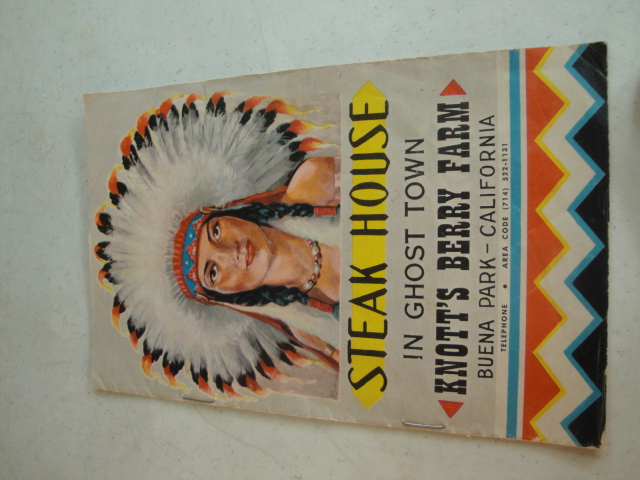 STEAK HOUSE
IN GHOST TOWN
KNOTT'S BERRY FARM
BUENA PARK - CALIFORNIA
TELEPHONE • AREA CODE (714) 522-1131